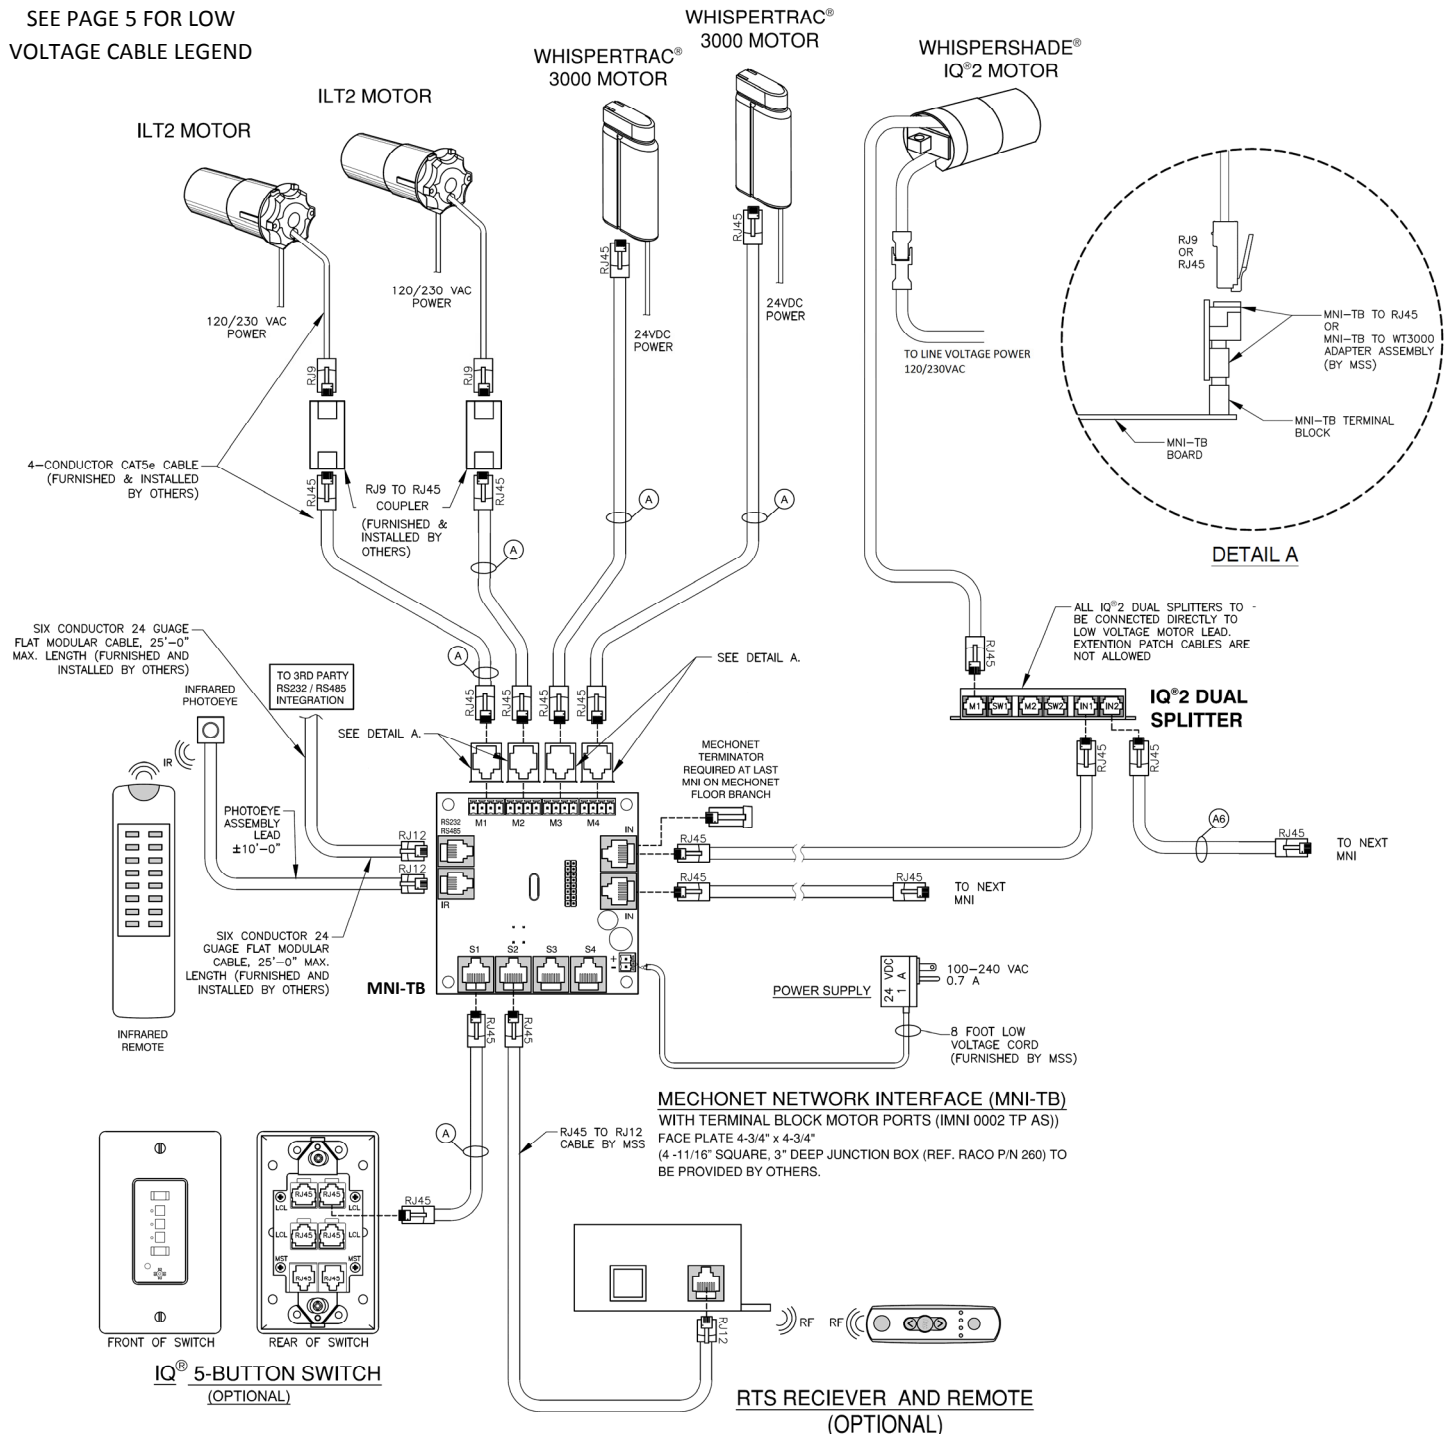 SEE PAGE 5 FOR LOW
VOLTAGE CABLE LEGEND
ILT2 MOTOR
ILT2 MOTOR
WHISPERTRAC®
3000 MOTOR
WHISPERTRAC®
3000 MOTOR
WHISPERSHADE®
IQ®2 MOTOR
120/230 VAC
POWER
120/230 VAC
POWER
RJ45
24VDC
POWER
RJ45
24VDC
POWER
TO LINE VOLTAGE POWER
120/230VAC
RJ9
OR
RJ45
MNI-TB TO RJ45
OR
MNI-TB TO WT3000
ADAPTER ASSEMBLY
(BY MSS)
MNI-TB TERMINAL
BLOCK
MNI-TB
BOARD
DETAIL A
RJ9
RJ9
4-CONDUCTOR CAT5e CABLE
(FURNISHED & INSTALLED
BY OTHERS)
RJ45
RJ45
RJ9 TO RJ45
COUPLER
(FURNISHED &
INSTALLED BY
OTHERS)
A
A
A
A
SIX CONDUCTOR 24 GUAGE
FLAT MODULAR CABLE, 25'-0"
MAX. LENGTH (FURNISHED AND
INSTALLED BY OTHERS)
TO 3RD PARTY
RS232 / RS485
INTEGRATION
INFRARED
PHOTOEYE
IR
SEE DETAIL A.
SEE DETAIL A.
RJ45
RJ45
RJ45
RJ45
ALL IQ®2 DUAL SPLITTERS TO -
BE CONNECTED DIRECTLY TO
LOW VOLTAGE MOTOR LEAD.
EXTENTION PATCH CABLES ARE
NOT ALLOWED
RJ45
M1
SW1
M2
SW2
IN1
IN2
IQ®2 DUAL
SPLITTER
RJ45
RJ45
A6
RJ45
TO NEXT
MNI
MECHONET
TERMINATOR
REQUIRED AT LAST
MNI ON MECHONET
FLOOR BRANCH
PHOTOEYE
ASSEMBLY
LEAD
±10'-0"
RJ12
RJ12
RS232
RS485
M1
M2
M3
M4
IN
IR
IN
RJ45
RJ45
RJ45
TO NEXT
MNI
S1
S2
S3
S4
+
-
SIX CONDUCTOR 24
GUAGE FLAT MODULAR
CABLE, 25'-0" MAX.
LENGTH (FURNISHED AND
INSTALLED BY OTHERS)
MNI-TB
INFRARED
REMOTE
POWER SUPPLY
24 VDC
1 A
100-240 VAC
0.7 A
8 FOOT LOW
VOLTAGE CORD
(FURNISHED BY MSS)
RJ45
RJ45
MECHONET NETWORK INTERFACE (MNI-TB)
WITH TERMINAL BLOCK MOTOR PORTS (IMNI 0002 TP AS))
FACE PLATE 4-3/4" x 4-3/4"
(4 -11/16" SQUARE, 3" DEEP JUNCTION BOX (REF. RACO P/N 260) TO
BE PROVIDED BY OTHERS.
A
RJ45 TO RJ12
CABLE BY MSS
RJ45
RJ45
RJ45
LCL
LCL
RJ45
RJ45
LCL
LCL
MST
MST
RJ45
RJ45
FRONT OF SWITCH
REAR OF SWITCH
IQ® 5-BUTTON SWITCH
(OPTIONAL)
RJ12
RF
RF
RTS RECIEVER AND REMOTE
(OPTIONAL)